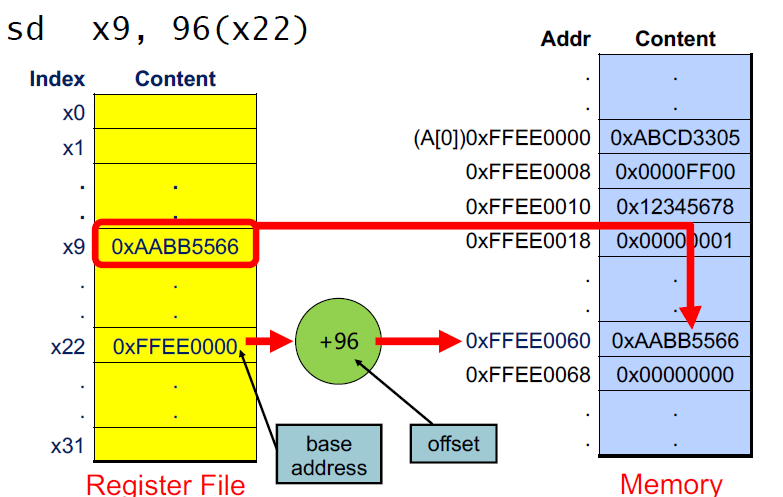 sd x9, 96(x22)
Addr Content
Index Content
. .
x0
. .
x1
(A[0])0xFFEE0000 0xABCD3305
0xFFEE0008 0x0000FF00
. .
0xFFEE0010 0x12345678
. .
x9 0xAABB5566
0xFFEE0018 0x00000001
. .
. .
. .
. .
x22 0xFFEE0000
+96
0xFFEE0060 0xAABB5566
0xFFEE0068 0x00000000
. .
. .
. .
. .
x31
base
address
offset
Register File
Memory